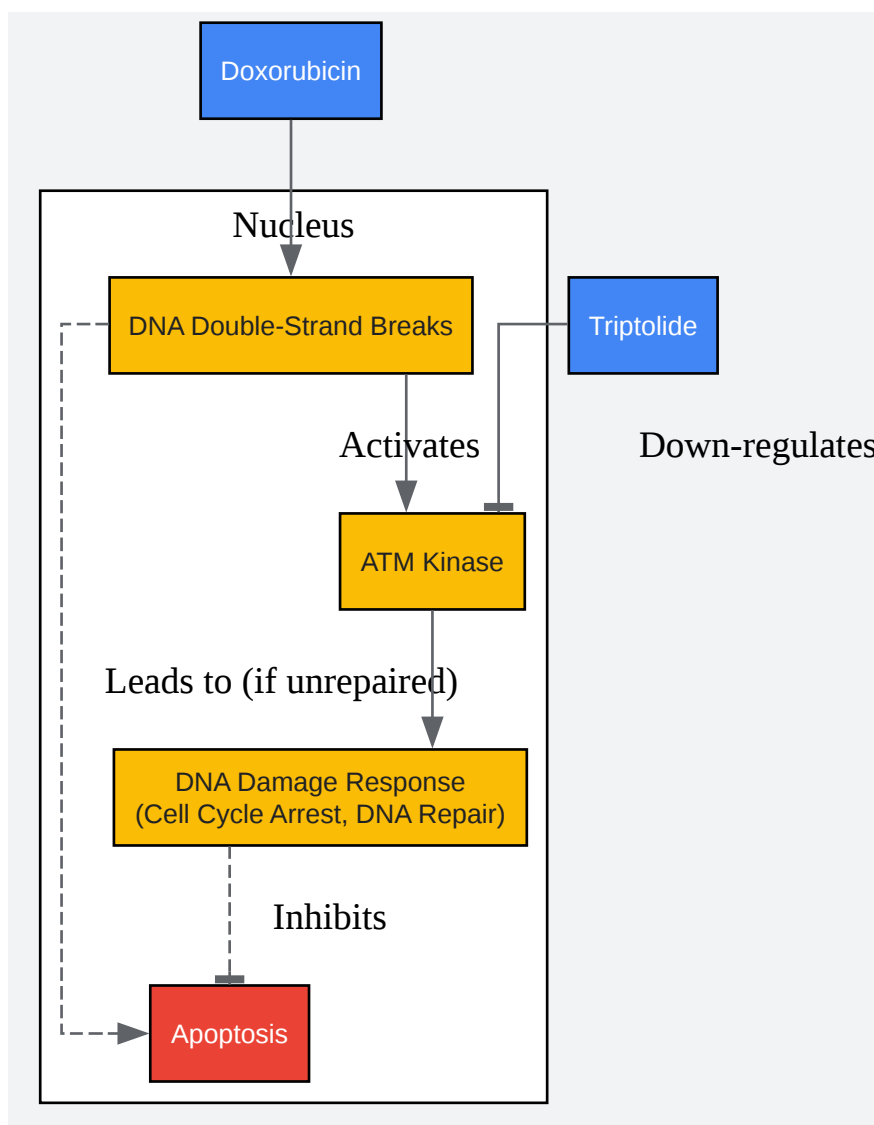 Doxorubicin
Nucleus
DNA Double-Strand Breaks
Triptolide
Activates
Down-regulates
ATM Kinase
Leads to (if unrepaired)
DNA Damage Response
(Cell Cycle Arrest, DNA Repair)
Inhibits
Apoptosis